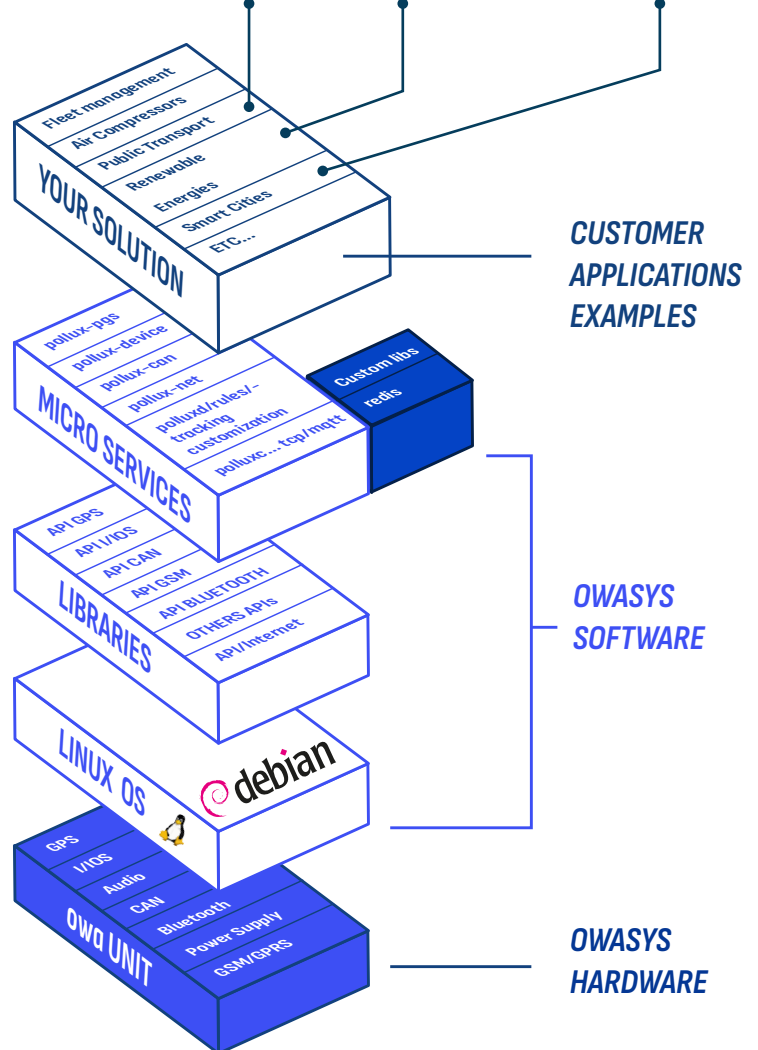 Fleet management
Air Compressors
Public Transport
Renewable
Energies
Smart Cities
ETC...
YOUR SOLUTION
CUSTOMER
APPLICATIONS
EXAMPLES
pollux-pgs
pollux-device
pollux-can
pollux-net
polluxd/rules/-
tracking
customization
polluxc... tcp/mqtt
MICRO SERVICES
Custom libs
redis
API GPS
API I/IOS
API CAN
API GSM
API BLUETOOTH
OTHERS APIs
API/Internet
LIBRARIES
OWASYS
SOFTWARE
LINUX OS
debian
GPS
I/IOS
Audio
CAN
Bluetooth
Power Supply
GSM/GPRS
owa UNIT
OWASYS
HARDWARE